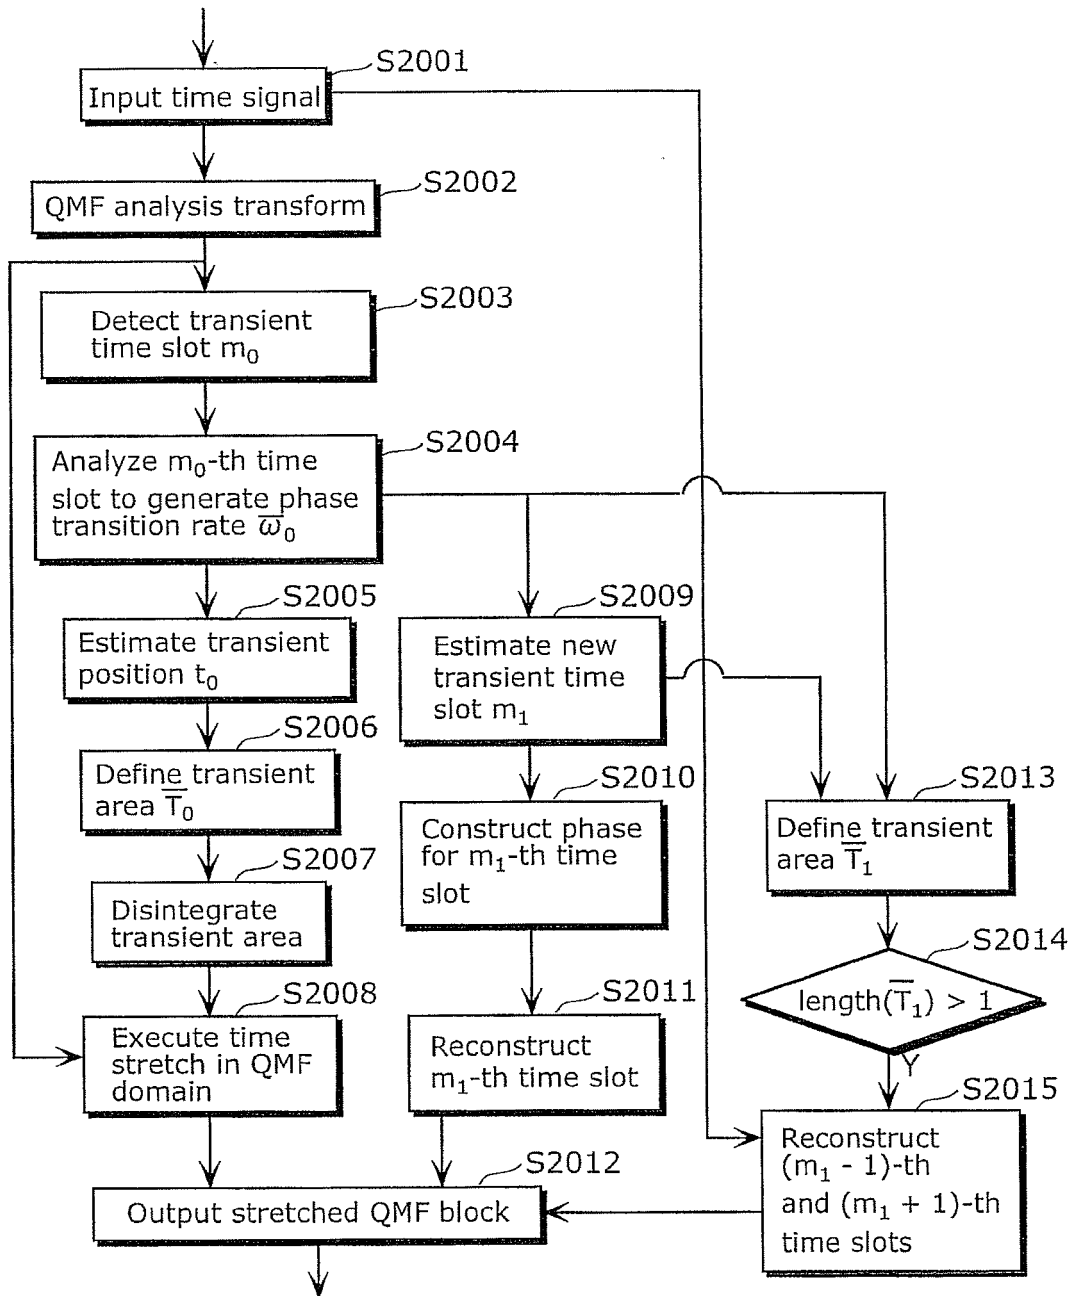 S2001
Input time signal
S2002
QMF analysis transform
S2003
Detect transient
time slot m₀
S2004
Analyze m₀-th time
slot to generate phase
transition rate ω̅₀
S2005
Estimate transient
position t₀
S2006
Define transient
area T̿₀
S2007
Disintegrate
transient area
S2008
Execute time
stretch in QMF
domain
S2009
Estimate new
transient time
slot m₁
S2010
Construct phase
for m₁-th time
slot
S2011
Reconstruct
m₁-th time slot
S2012
Output stretched QMF block
S2013
Define transient
area T̿₁
S2014
length(T̅₁) > 1
Y
S2015
Reconstruct
(m₁ - 1)-th
and (m₁ + 1)-th
time slots